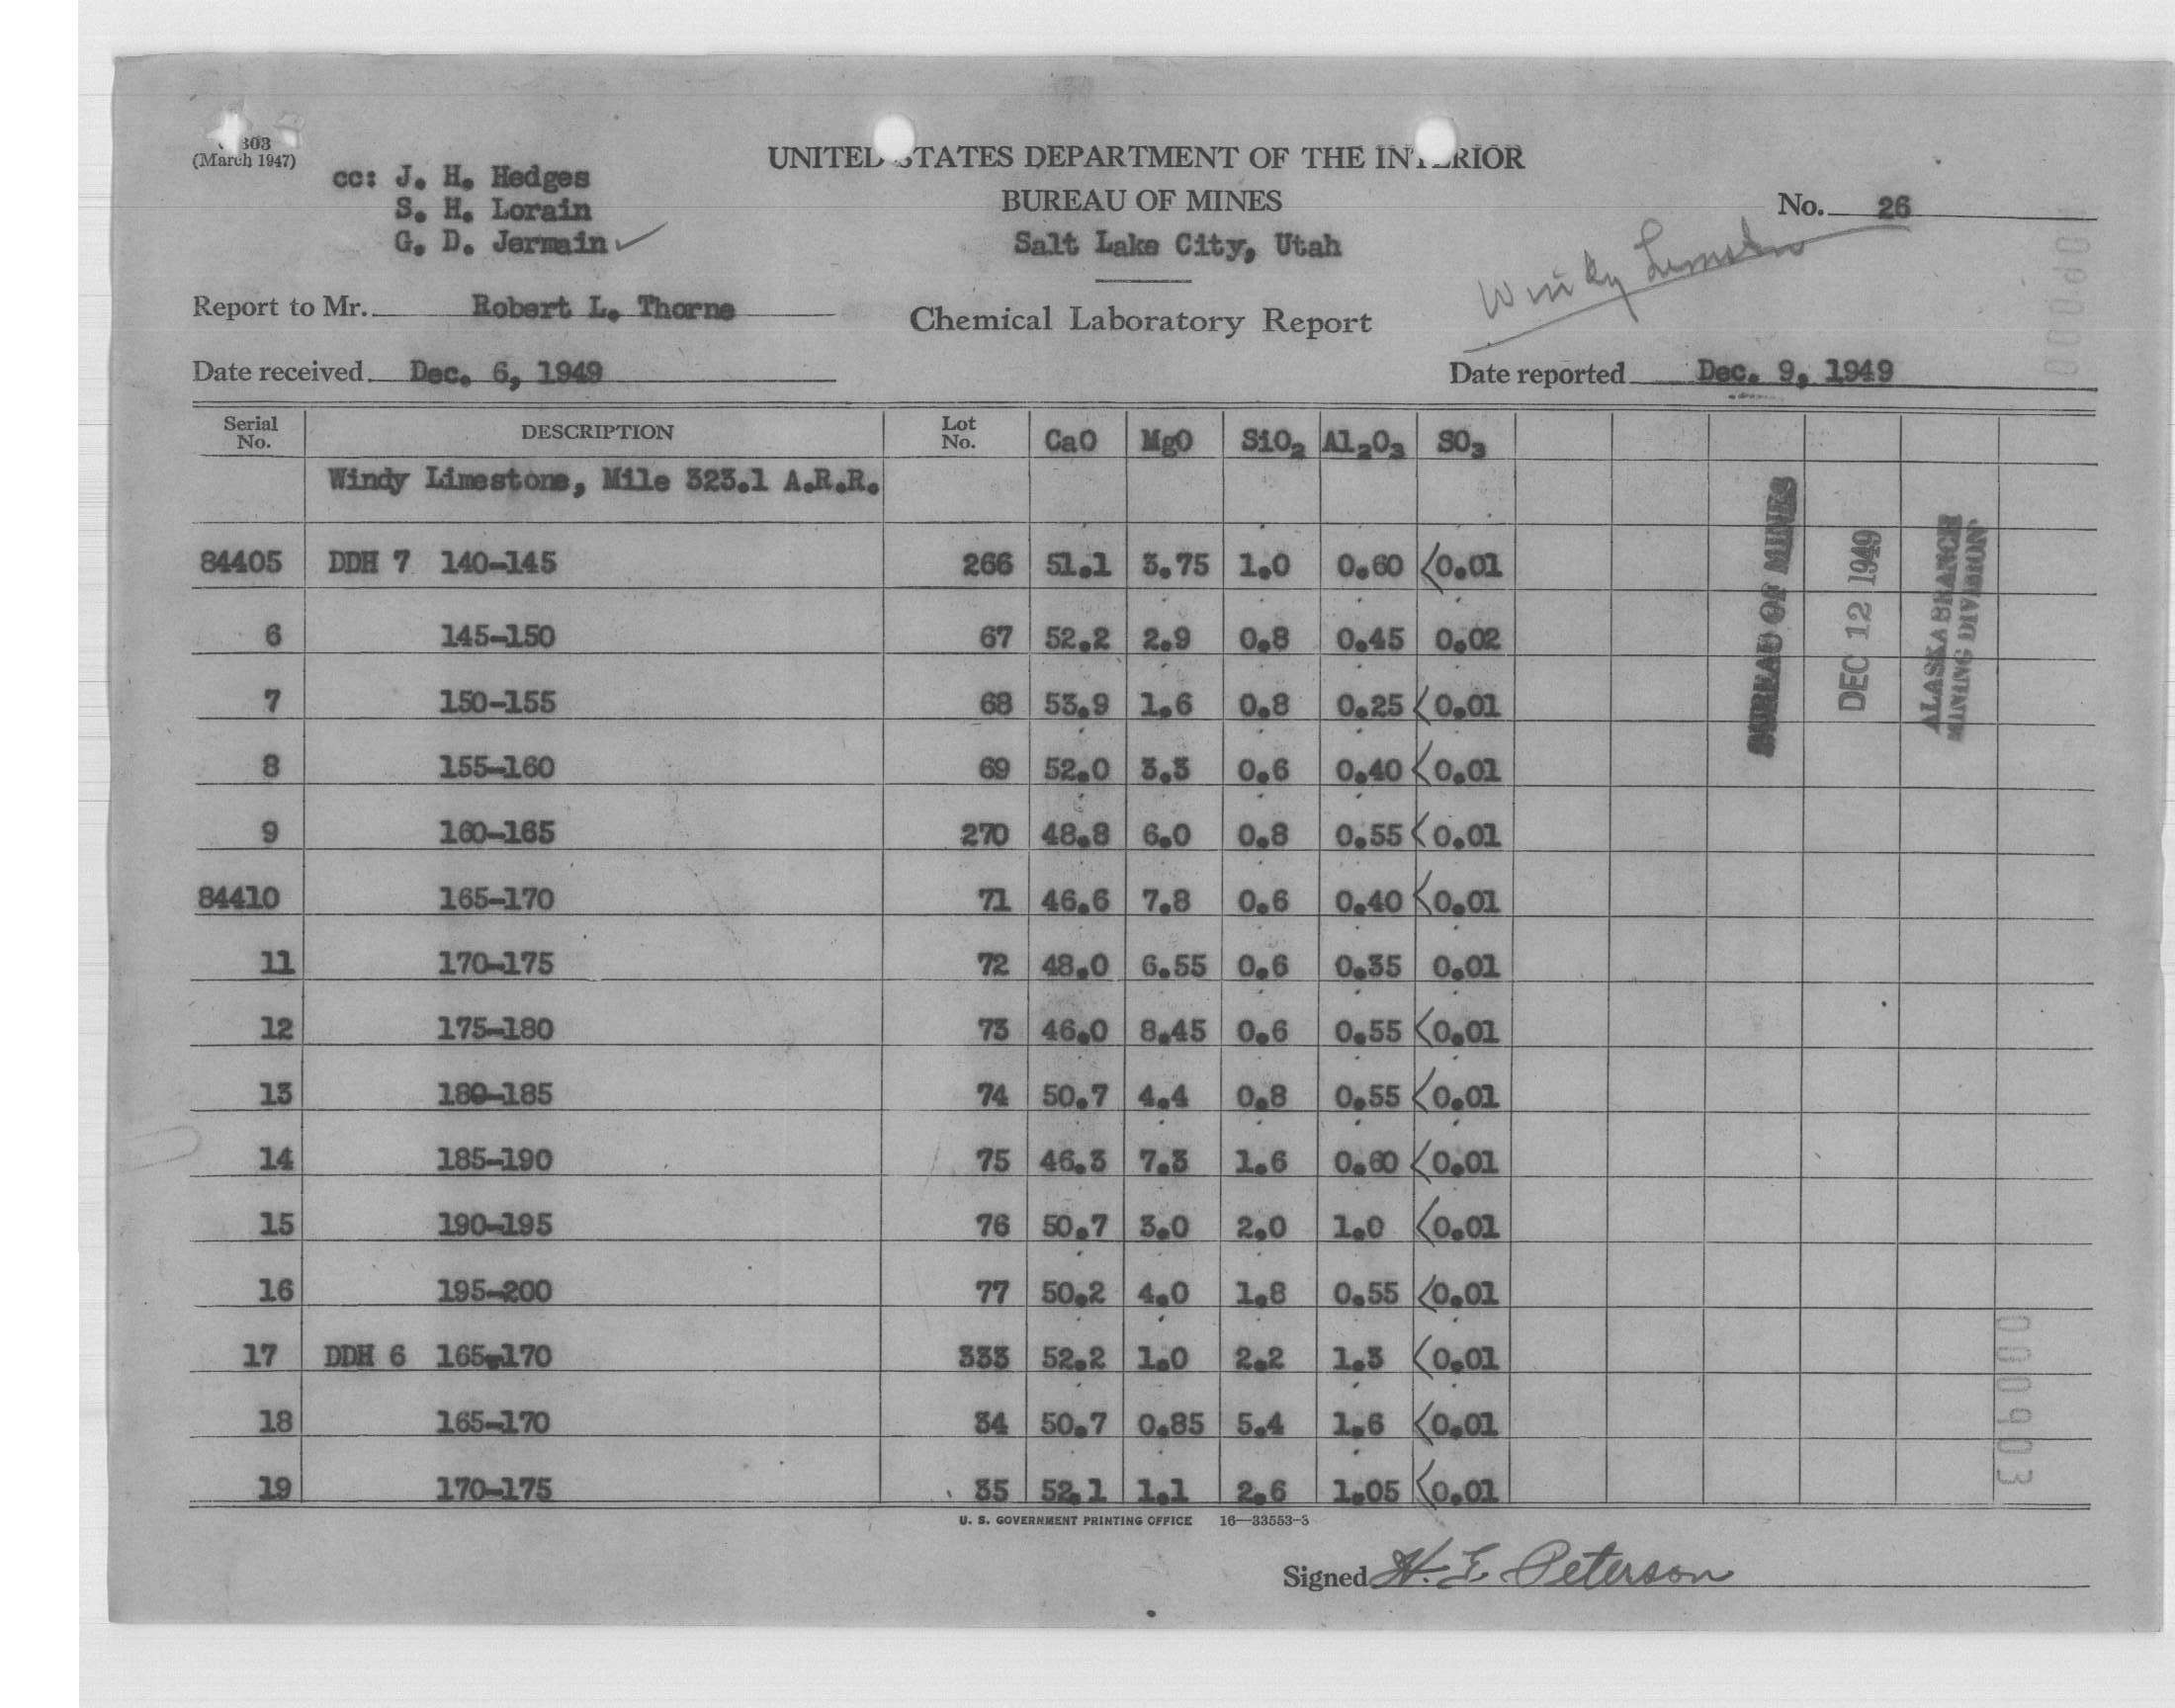 303
(March 1947)
cc: J. H. Hedges
S. H. Lorain
G. D. Jermain ✓
UNITED STATES DEPARTMENT OF THE INTERIOR
BUREAU OF MINES
Salt Lake City, Utah
No. 26
Windy
Report to Mr. Robert L. Thorne
Chemical Laboratory Report
Date received Dec. 6, 1949
Date reported Dec. 9, 1949
Serial No. DESCRIPTION Lot No. CaO MgO SiO2 Al2O3 SO3
Windy Limestone, Mile 323.1 A.R.R.
84405 DDH 7 140-145 266 51.1 3.75 1.0 0.60 <0.01
6 145-150 67 52.2 2.9 0.8 0.45 0.02
7 150-155 68 53.9 1.6 0.8 0.25 <0.01
8 155-160 69 52.0 3.3 0.6 0.40 <0.01
9 160-165 270 48.8 6.0 0.8 0.55 <0.01
84410 165-170 71 46.6 7.8 0.6 0.40 <0.01
11 170-175 72 48.0 6.55 0.6 0.35 0.01
12 175-180 73 46.0 8.45 0.6 0.55 <0.01
13 180-185 74 50.7 4.4 0.8 0.55 <0.01
14 185-190 75 46.3 7.3 1.6 0.60 <0.01
15 190-195 76 50.7 3.0 2.0 1.0 <0.01
16 195-200 77 50.2 4.0 1.8 0.55 <0.01
17 DDH 6 165-170 333 52.2 1.0 2.2 1.3 <0.01
18 165-170 34 50.7 0.85 5.4 1.6 <0.01
19 170-175 35 52.1 1.1 2.6 1.05 <0.01
BUREAU OF MINES
DEC 12 1949
ALASKA BRANCH
MINING DIVISION
000903
U. S. GOVERNMENT PRINTING OFFICE 16—33553-3
Signed H. E. Peterson